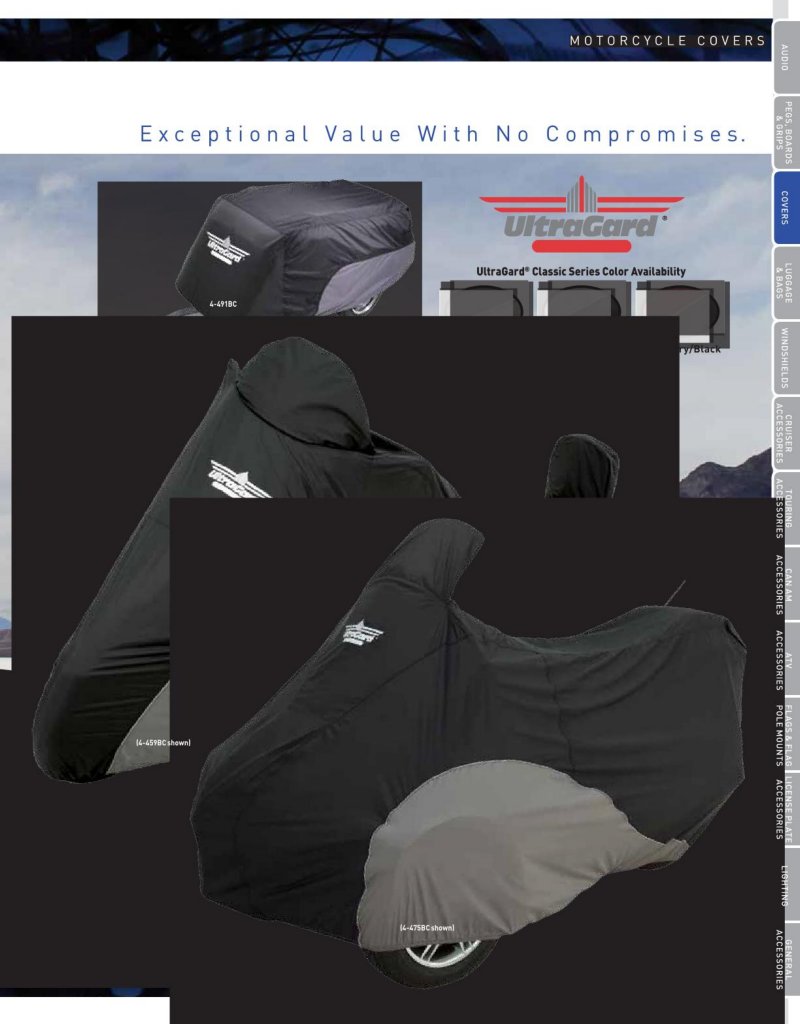 MOTORCYCLE COVERS
Exceptional Value With No Compromises.
UltraGard®
UltraGard® Classic Series Color Availability
UltraGard
4-491BC
/Black
UltraGard
(4-459BC shown)
UltraGard
(4-475BC shown)
AUDIO
PEGS, BOARDS
& GRIPS
COVERS
LUGGAGE
& BAGS
WINDSHIELDS
CRUISER
ACCESSORIES
TOURING
ACCESSORIES
CAN AM
ACCESSORIES
ATV
ACCESSORIES
FLAGS & FLAG
POLE MOUNTS
LICENSE PLATE
ACCESSORIES
LIGHTING
GENERAL
ACCESSORIES